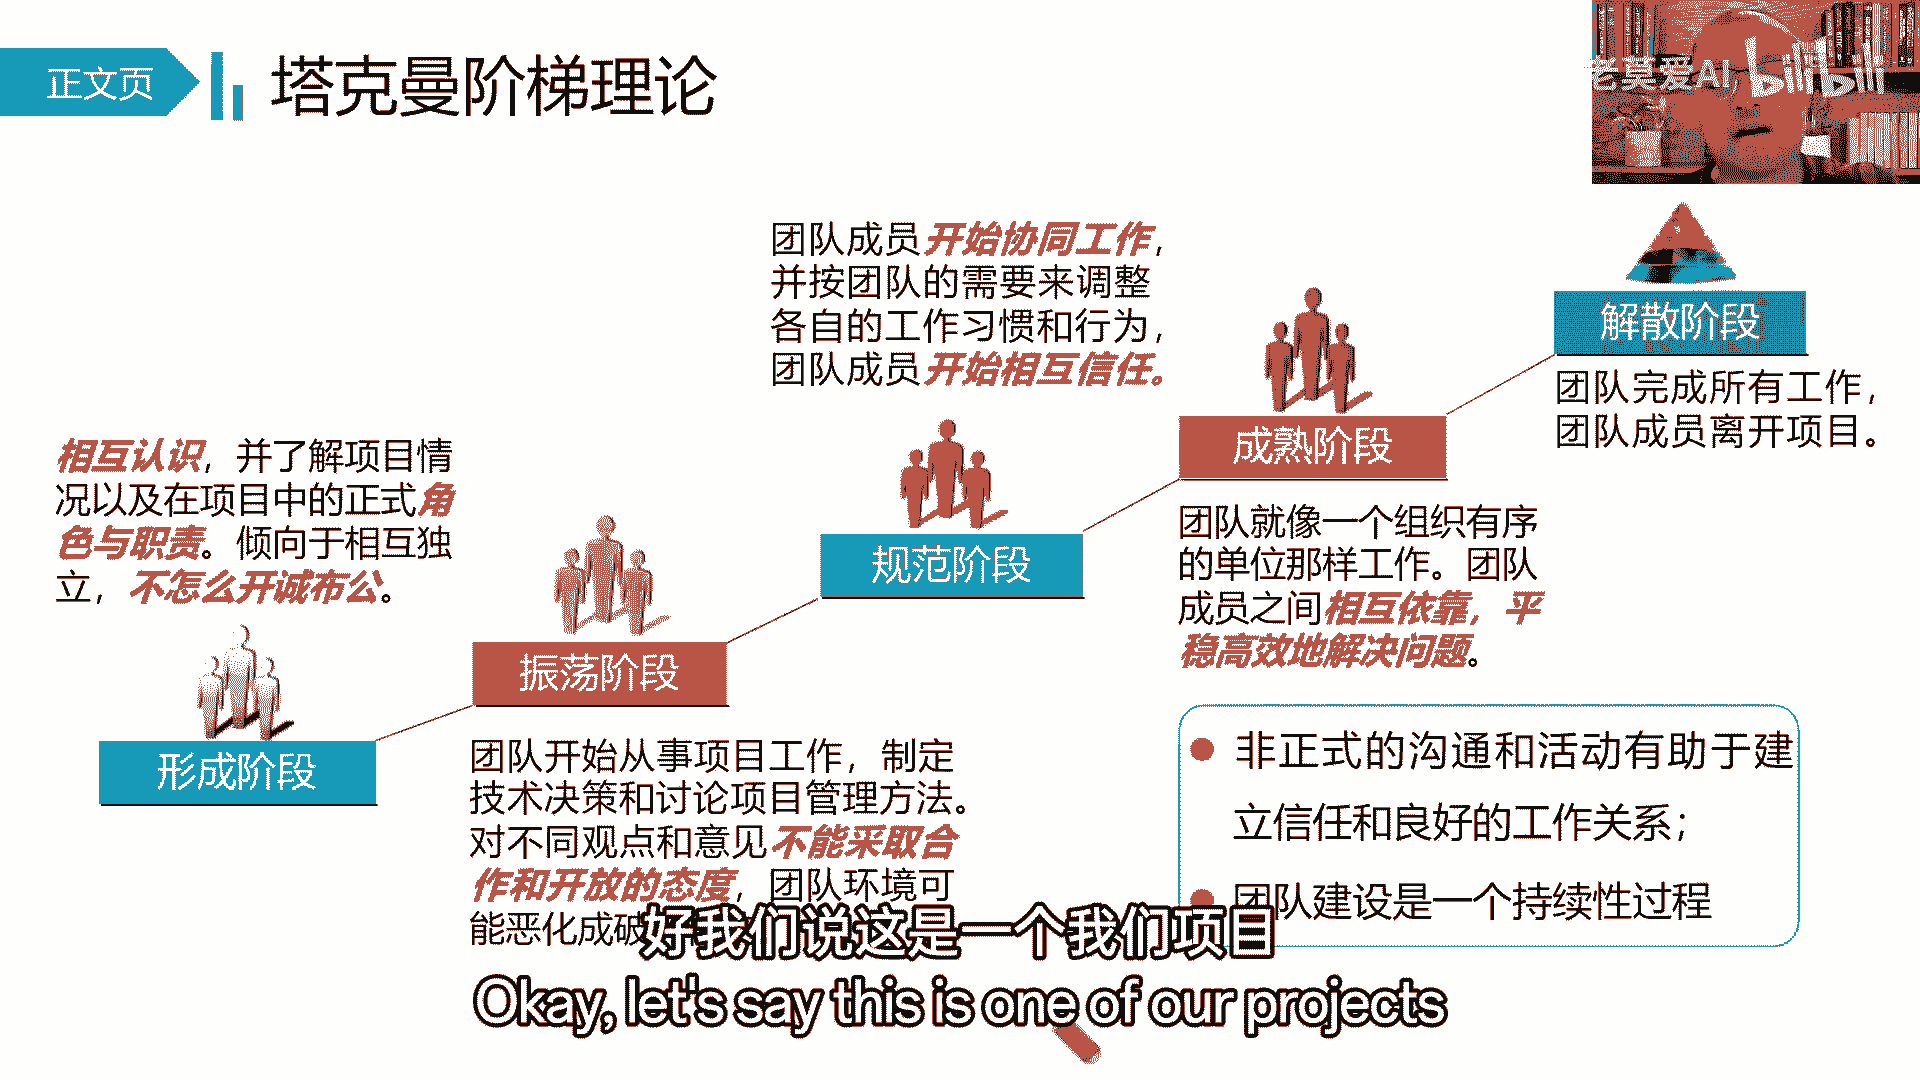 正文页
塔克曼阶梯理论
老莫爱AI
bilibili
团队成员开始协同工作，
并按团队的需要来调整
各自的工作习惯和行为，
团队成员开始相互信任。
解散阶段
团队完成所有工作，
团队成员离开项目。
成熟阶段
相互认识，并了解项目情
况以及在项目中的正式角
色与职责。倾向于相互独
立，不怎么开诚布公。
规范阶段
团队就像一个组织有序
的单位那样工作。团队
成员之间相互依靠，平
稳高效地解决问题。
振荡阶段
形成阶段
团队开始从事项目工作，制定
技术决策和讨论项目管理方法。
对不同观点和意见不能采取合
作和开放的态度，团队环境可
能恶化成破
非正式的沟通和活动有助于建
立信任和良好的工作关系；
团队建设是一个持续性过程
好我们说这是一个我们项目
Okay, let's say this is one of our projects